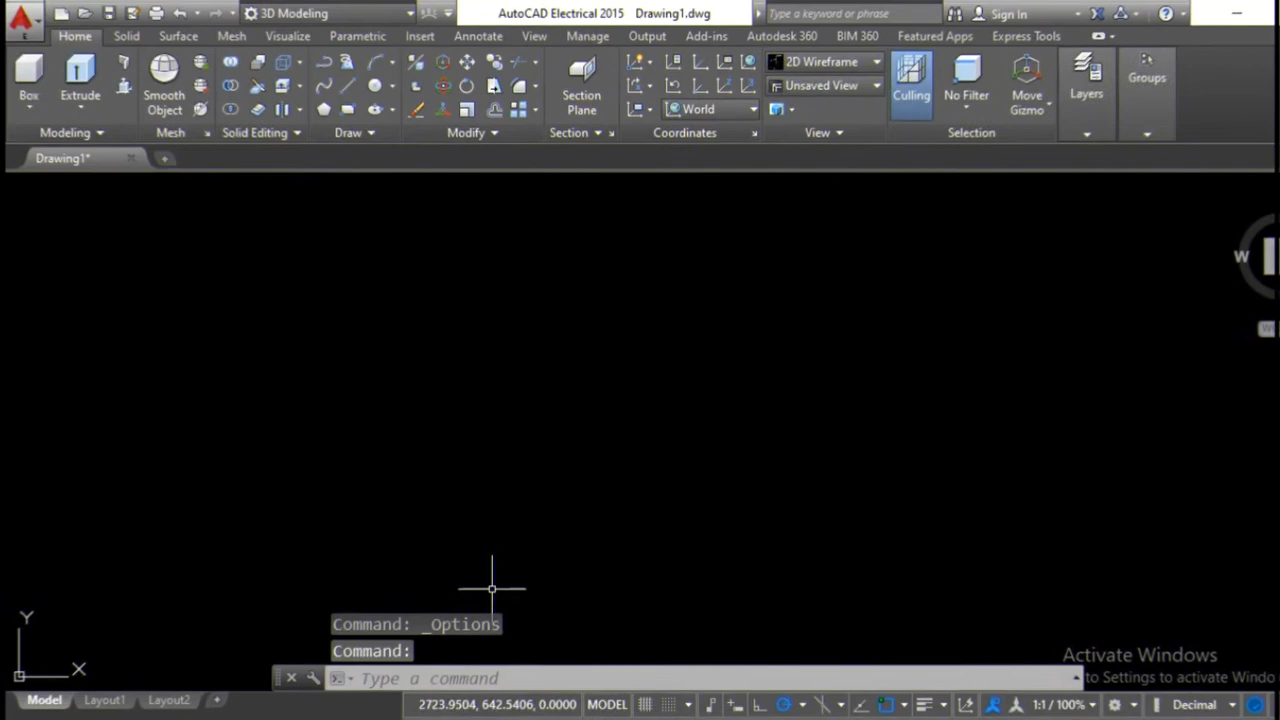 3D Modeling
AutoCAD Electrical 2015 Drawing1.dwg
Type a keyword or phrase
Sign In
Home Solid Surface Mesh Visualize Parametric Insert Annotate View Manage Output Add-ins Autodesk 360 BIM 360 Featured Apps Express Tools
2D Wireframe
Unsaved View
World
Box
Extrude
Smooth
Object
Section
Plane
Culling
No Filter
Move
Gizmo
Layers
Groups
Modeling Mesh Solid Editing Draw Modify Section Coordinates View Selection
Drawing1*
W
Y
X
Command: _Options
Command:
Type a command
Activate Windows
to Settings to activate Windo
Model Layout1 Layout2
2723.9504, 642.5406, 0.0000 MODEL 1:1 / 100% Decimal